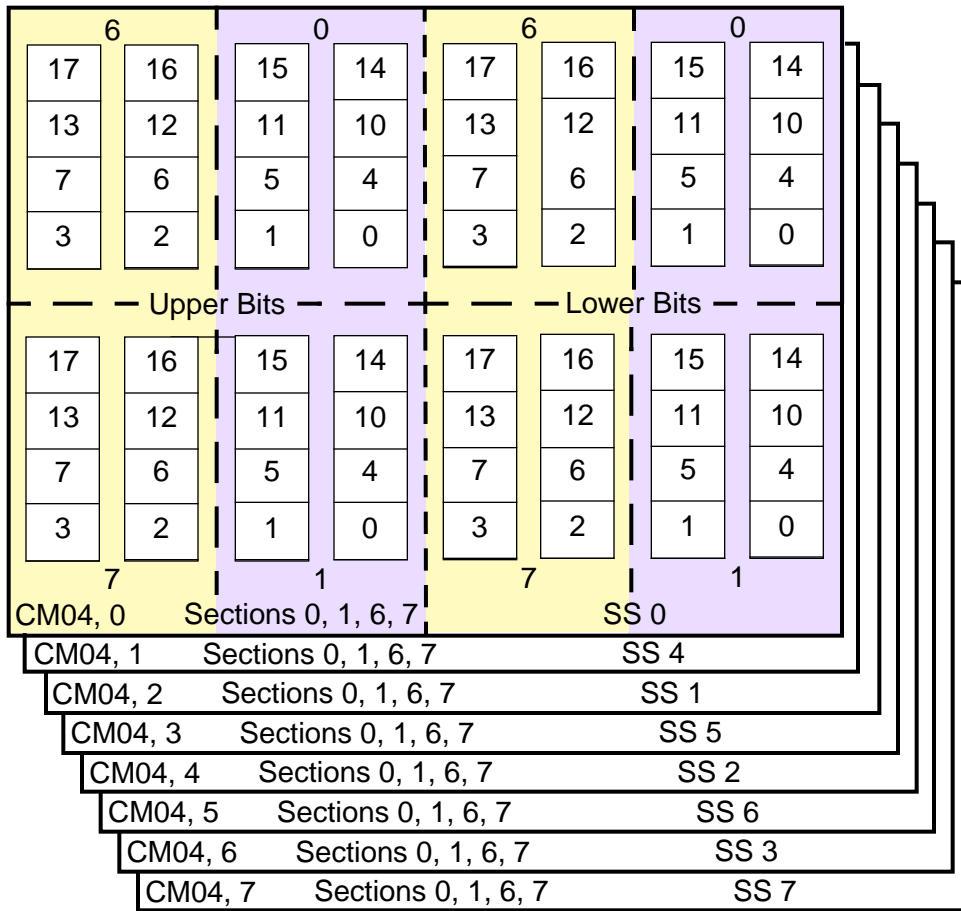 6 0 6 0
17 16 15 14 17 16 15 14
13 12 11 10 13 12 11 10
7 6 5 4 7 6 5 4
3 2 1 0 3 2 1 0
Upper Bits Lower Bits
17 16 15 14 17 16 15 14
13 12 11 10 13 12 11 10
7 6 5 4 7 6 5 4
3 2 1 0 3 2 1 0
7 1 7 1
CM04, 0 Sections 0, 1, 6, 7 SS 0
CM04, 1 Sections 0, 1, 6, 7 SS 4
CM04, 2 Sections 0, 1, 6, 7 SS 1
CM04, 3 Sections 0, 1, 6, 7 SS 5
CM04, 4 Sections 0, 1, 6, 7 SS 2
CM04, 5 Sections 0, 1, 6, 7 SS 6
CM04, 6 Sections 0, 1, 6, 7 SS 3
CM04, 7 Sections 0, 1, 6, 7 SS 7